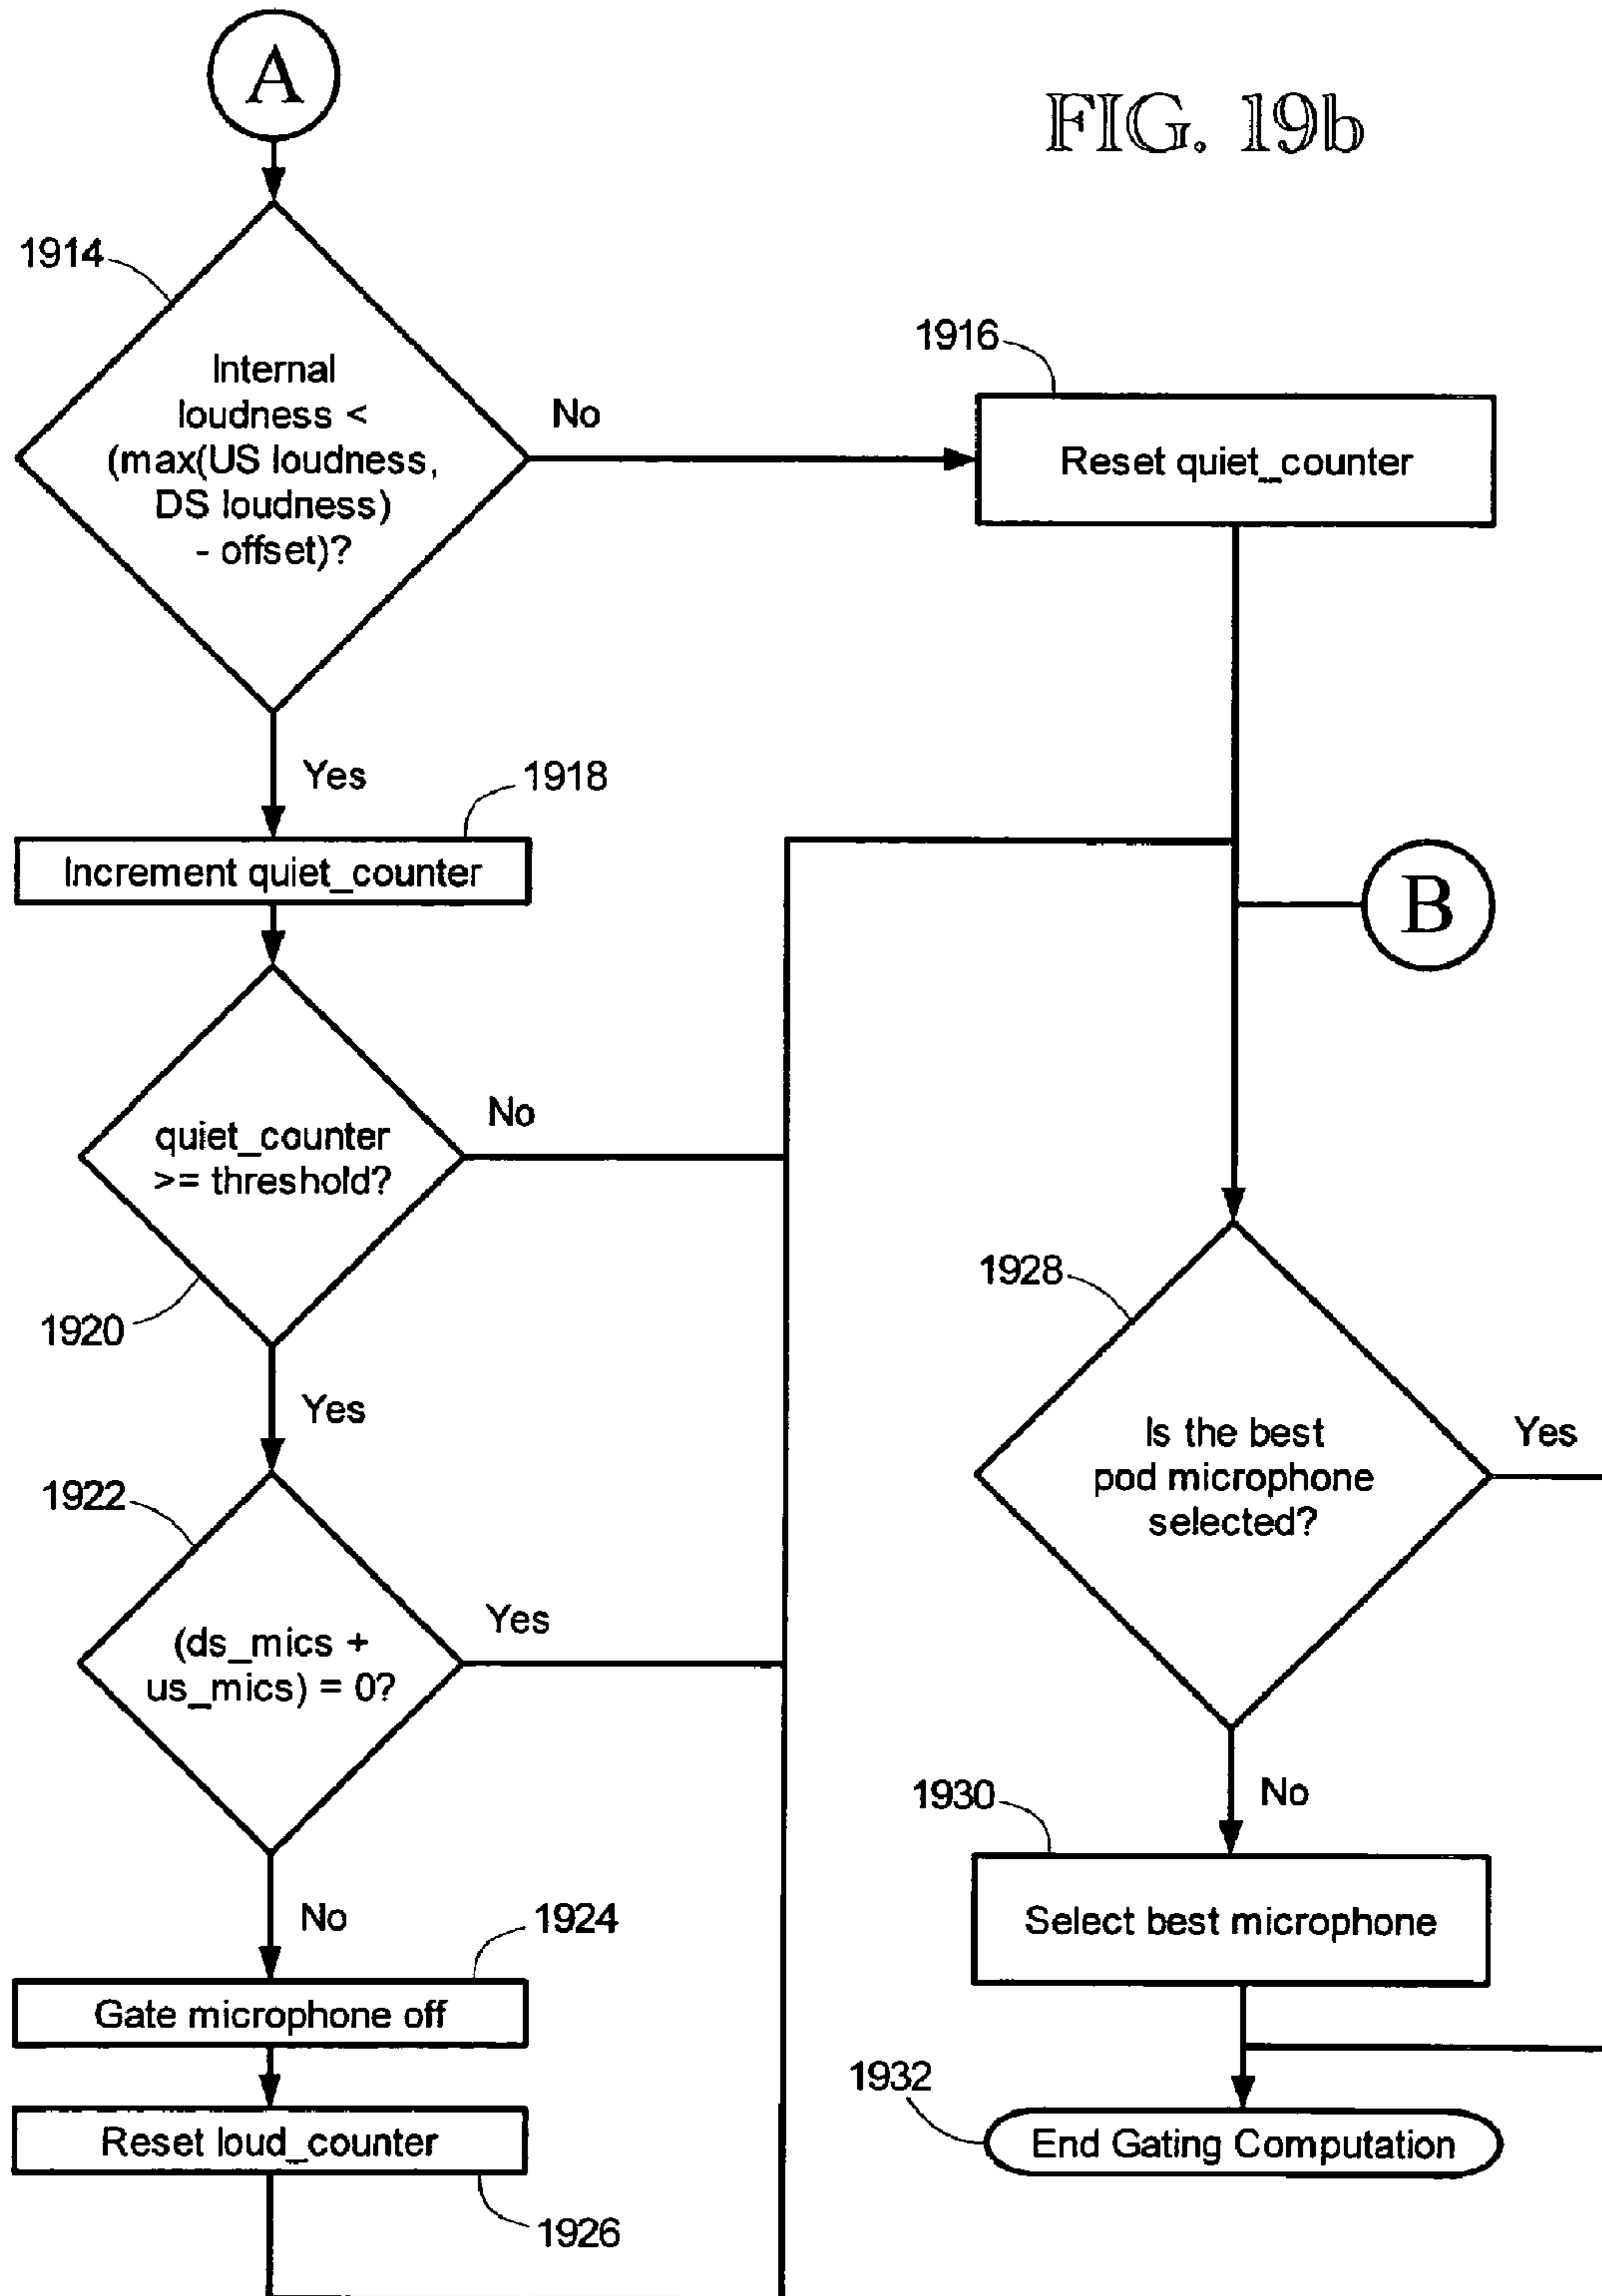 A
FIG. 19b
1914
Internal
loudness <
(max(US loudness,
DS loudness)
- offset)?
No
1916
Reset quiet_counter
Yes
1918
Increment quiet_counter
B
quiet_counter
>= threshold?
No
1920
Yes
1922
(ds_mics +
us_mics) = 0?
Yes
No
1924
Gate microphone off
Reset loud_counter
1926
1928
Is the best
pod microphone
selected?
Yes
No
1930
Select best microphone
1932
End Gating Computation